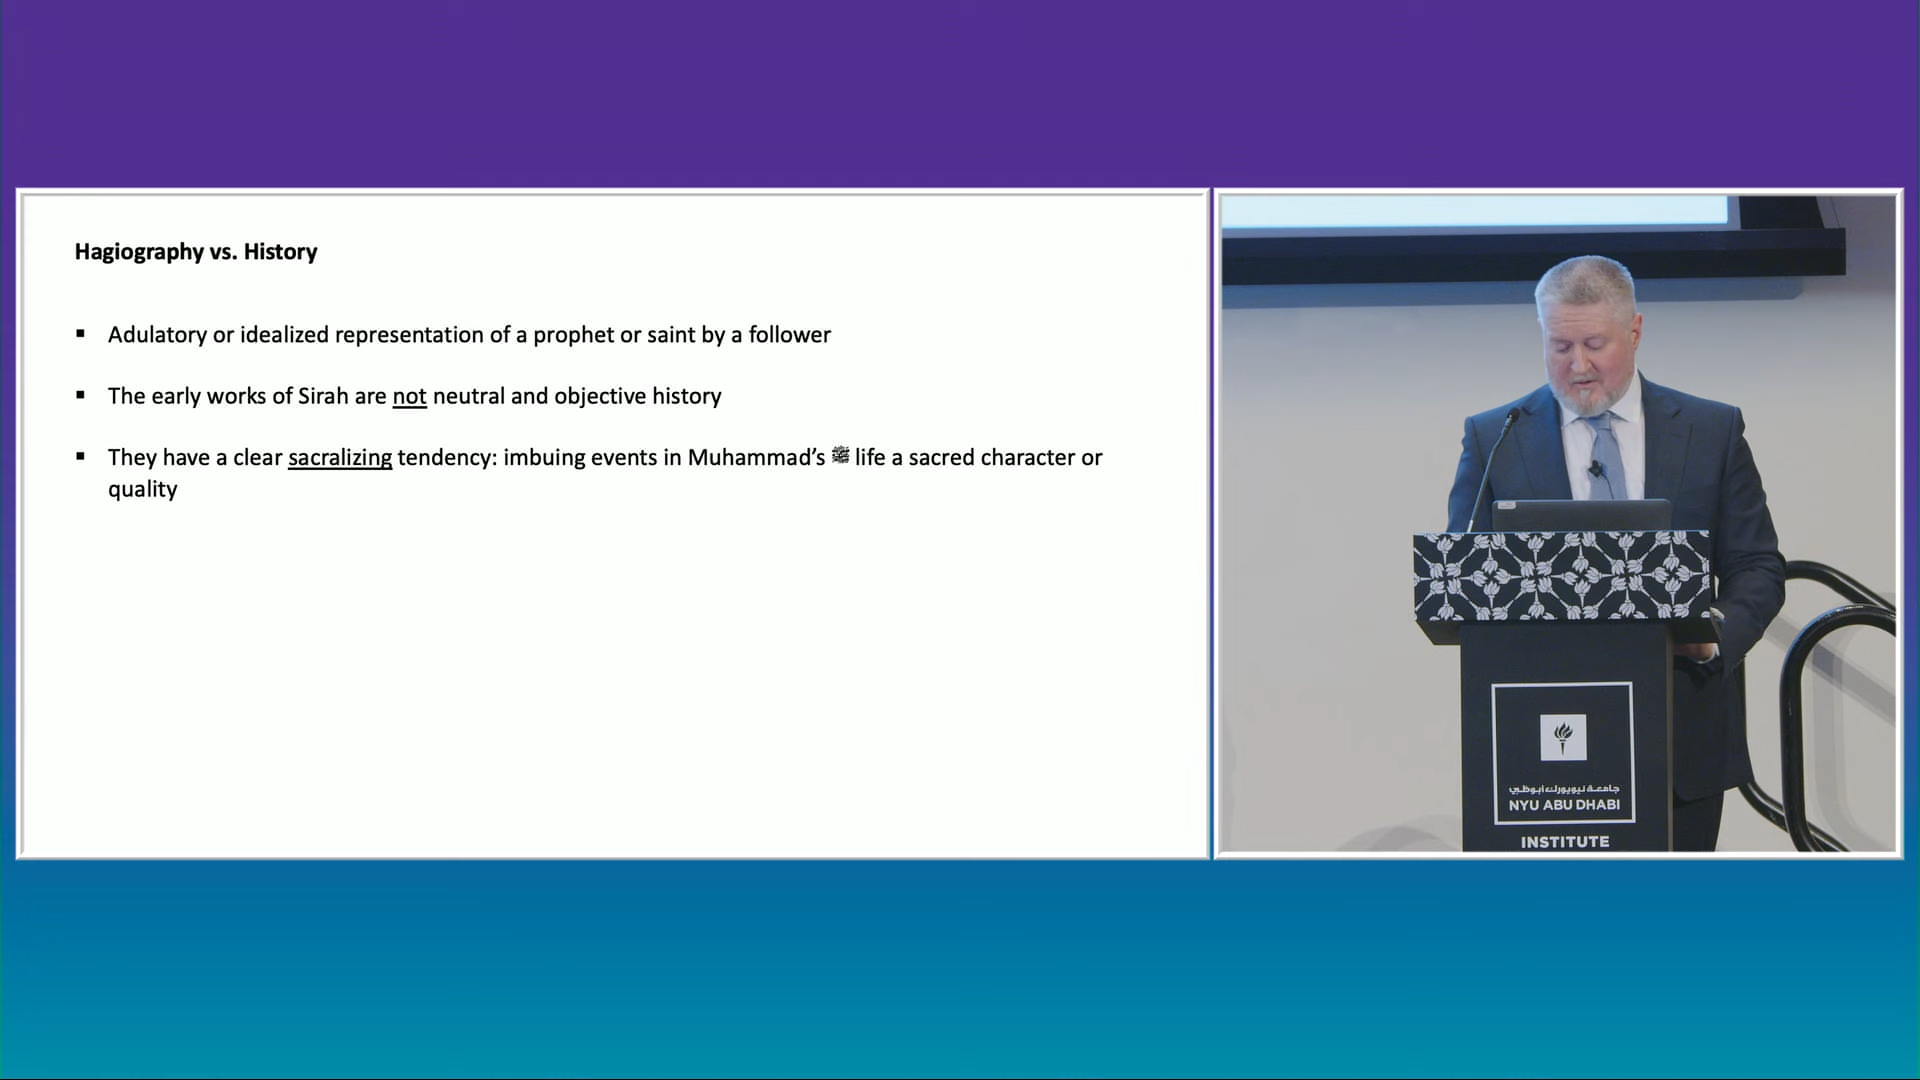 Hagiography vs. History
▪ Adulatory or idealized representation of a prophet or saint by a follower
▪ The early works of Sirah are not neutral and objective history
▪ They have a clear sacralizing tendency: imbuing events in Muhammad’s ﷺ life a sacred character or
quality
جامعة نيويورك أبوظبي
NYU ABU DHABI
INSTITUTE